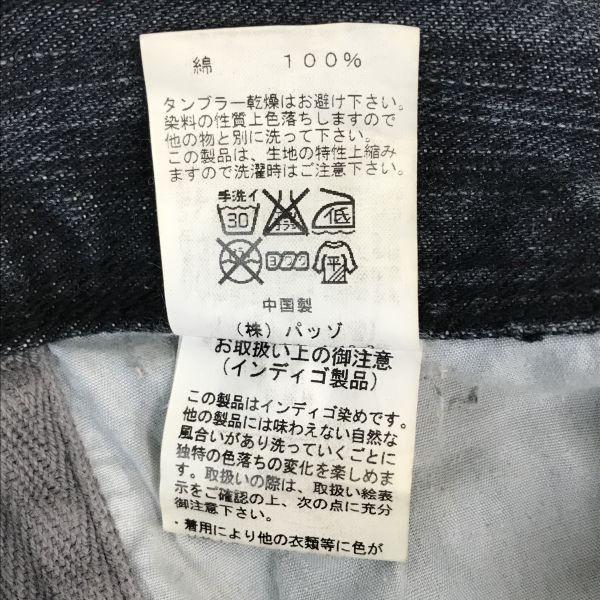 綿 100%
タンブラー乾燥はお避け下さい。
染料の性質上色落ちしますので
他の物と別に洗って下さい。
この製品は、生地の特性上縮み
ますので洗濯時はご注意下さい。
手洗イ
30 低
ヨワク 平
中国製
(株) パッゾ
お取扱い上の御注意
(インディゴ製品)
この製品はインディゴ染めです。
他の製品には味わえない自然な
風合いがあり洗っていくごとに
独特の色落ちの変化を楽しめま
す。取扱いの際は、取扱い絵表
示をご確認の上、次の点に充分
御注意下さい。
・着用により他の衣類等に色が